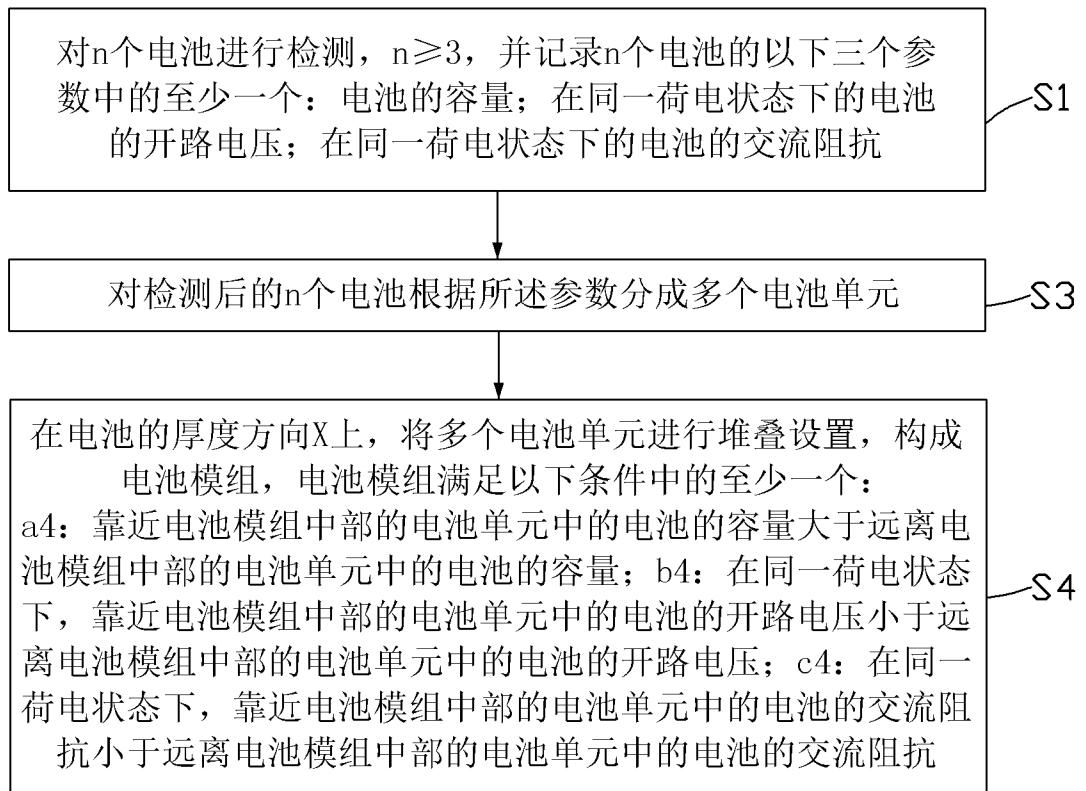 对n个电池进行检测，n≥3，并记录n个电池的以下三个参
数中的至少一个：电池的容量；在同一荷电状态下的电池
的开路电压；在同一荷电状态下的电池的交流阻抗
S1
对检测后的n个电池根据所述参数分成多个电池单元
S3
在电池的厚度方向X上，将多个电池单元进行堆叠设置，构成
电池模组，电池模组满足以下条件中的至少一个：
a4：靠近电池模组中部的电池单元中的电池的容量大于远离电
池模组中部的电池单元中的电池的容量；b4：在同一荷电状态
下，靠近电池模组中部的电池单元中的电池的开路电压小于远
离电池模组中部的电池单元中的电池的开路电压；c4：在同一
荷电状态下，靠近电池模组中部的电池单元中的电池的交流阻
抗小于远离电池模组中部的电池单元中的电池的交流阻抗
S4